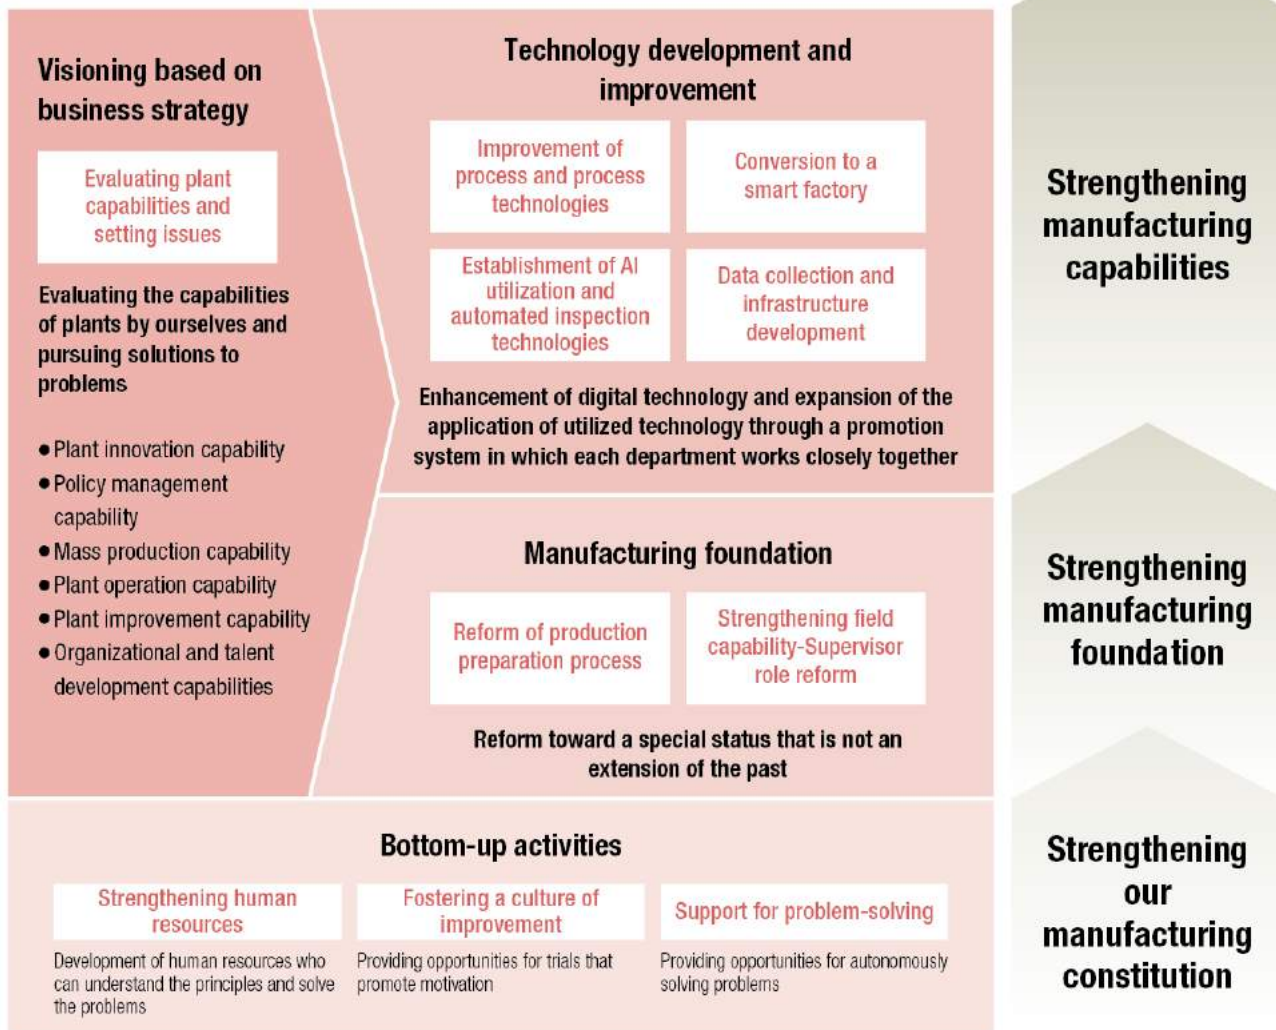 Visioning based on
business strategy
Evaluating plant
capabilities and
setting issues
Evaluating the capabilities
of plants by ourselves and
pursuing solutions to
problems
● Plant innovation capability
● Policy management
capability
● Mass production capability
● Plant operation capability
● Plant improvement capability
● Organizational and talent
development capabilities
Technology development and
improvement
Improvement of
process and process
technologies
Conversion to a
smart factory
Establishment of AI
utilization and
automated inspection
technologies
Data collection and
infrastructure
development
Enhancement of digital technology and expansion of the
application of utilized technology through a promotion
system in which each department works closely together
Manufacturing foundation
Reform of production
preparation process
Strengthening field
capability-Supervisor
role reform
Reform toward a special status that is not an
extension of the past
Bottom-up activities
Strengthening human
resources
Development of human resources who
can understand the principles and solve
the problems
Fostering a culture of
improvement
Providing opportunities for trials that
promote motivation
Support for problem-solving
Providing opportunities for autonomously
solving problems
Strengthening
manufacturing
capabilities
Strengthening
manufacturing
foundation
Strengthening
our
manufacturing
constitution